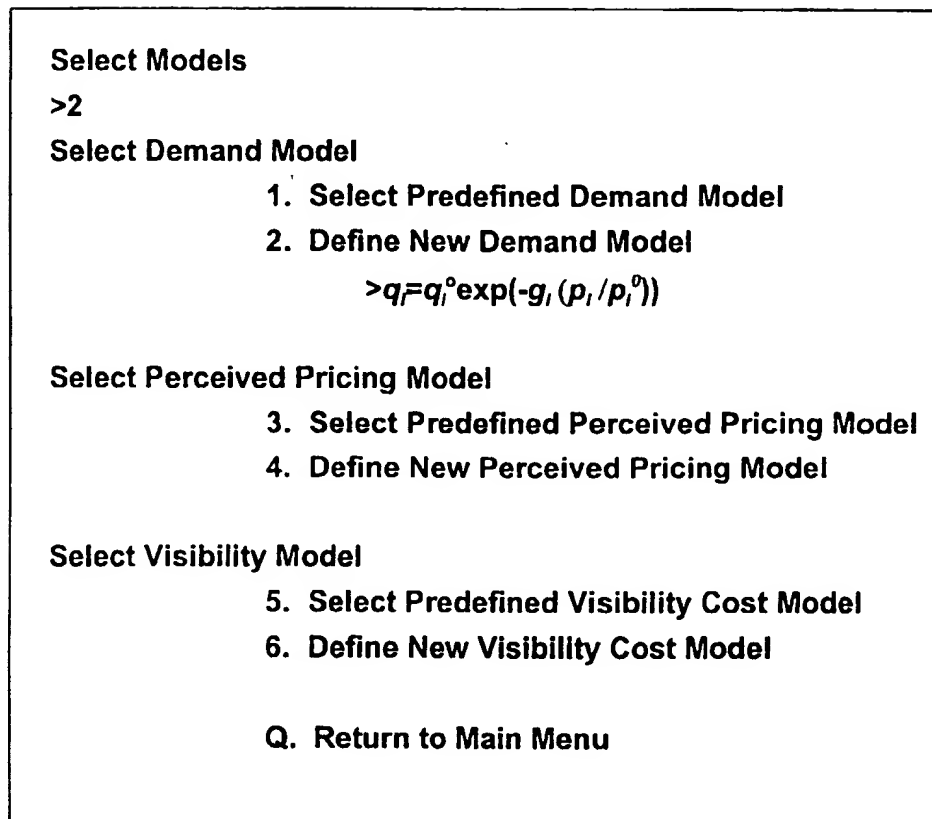 Select Models
>2
Select Demand Model
1. Select Predefined Demand Model
2. Define New Demand Model
>qᵢ=qᵢ⁰exp(-gᵢ (pᵢ /pᵢ⁰))
Select Perceived Pricing Model
3. Select Predefined Perceived Pricing Model
4. Define New Perceived Pricing Model
Select Visibility Model
5. Select Predefined Visibility Cost Model
6. Define New Visibility Cost Model
Q. Return to Main Menu